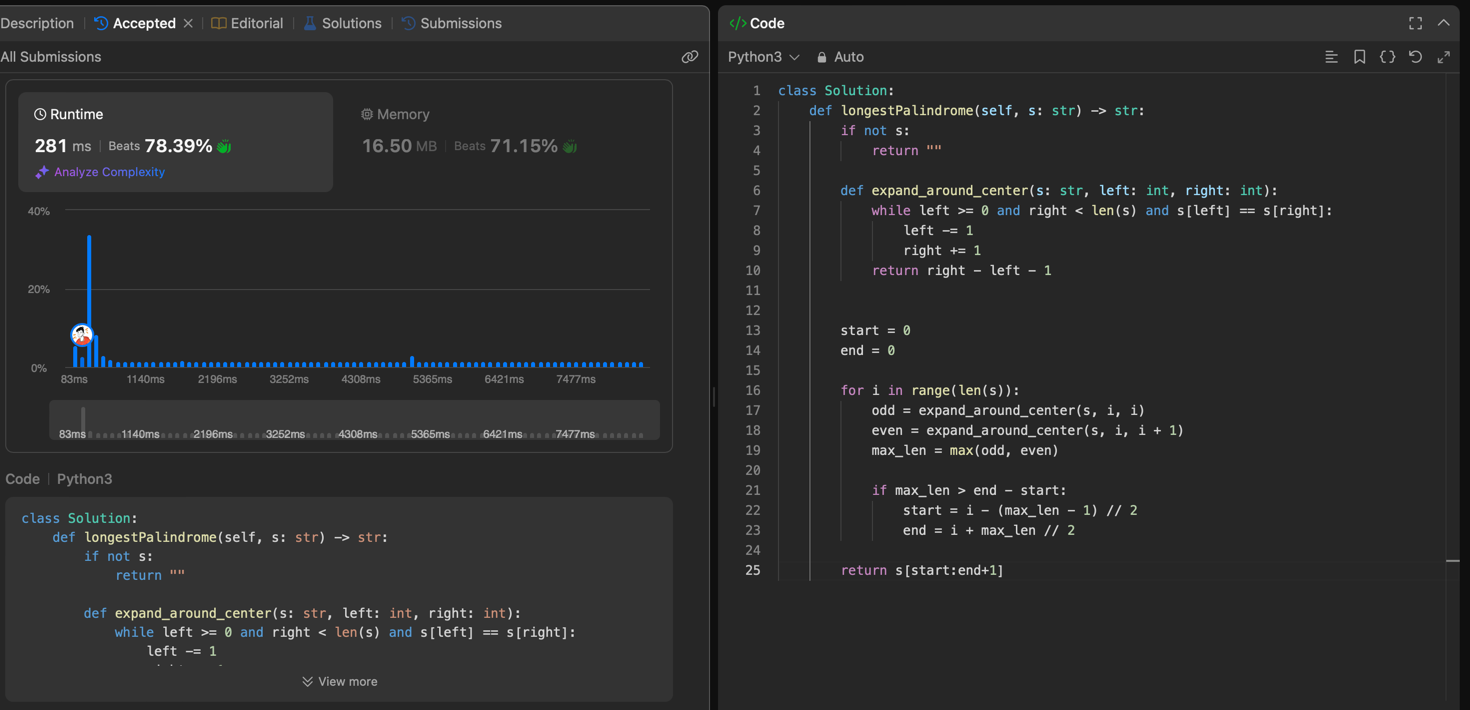 Description
Accepted
Editorial
Solutions
Submissions
All Submissions
Runtime
281 ms
Beats 78.39%
Analyze Complexity
Memory
16.50 MB
Beats 71.15%
40%
20%
0%
83ms 1140ms 2196ms 3252ms 4308ms 5365ms 6421ms 7477ms
83ms 1140ms 2196ms 3252ms 4308ms 5365ms 6421ms 7477ms
Code | Python3
class Solution:
    def longestPalindrome(self, s: str) -> str:
        if not s:
            return ""
        def expand_around_center(s: str, left: int, right: int):
            while left >= 0 and right < len(s) and s[left] == s[right]:
                left -= 1
View more
</> Code
Python3
Auto
1 class Solution:
2     def longestPalindrome(self, s: str) -> str:
3         if not s:
4             return ""
5
6         def expand_around_center(s: str, left: int, right: int):
7             while left >= 0 and right < len(s) and s[left] == s[right]:
8                 left -= 1
9                 right += 1
10             return right - left - 1
11
12
13         start = 0
14         end = 0
15
16         for i in range(len(s)):
17             odd = expand_around_center(s, i, i)
18             even = expand_around_center(s, i, i + 1)
19             max_len = max(odd, even)
20
21             if max_len > end - start:
22                 start = i - (max_len - 1) // 2
23                 end = i + max_len // 2
24
25         return s[start:end+1]